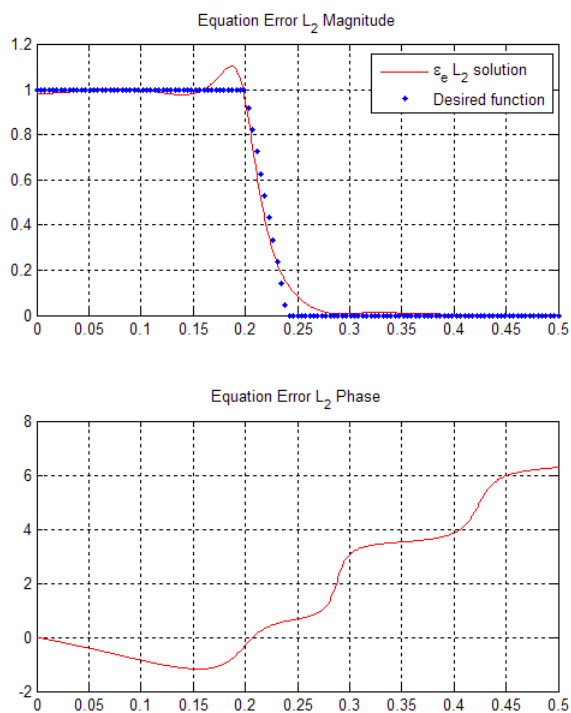 Equation Error L₂ Magnitude
1.2
1
0.8
0.6
0.4
0.2
0
εₑ L₂ solution
Desired function
0 0.05 0.1 0.15 0.2 0.25 0.3 0.35 0.4 0.45 0.5
Equation Error L₂ Phase
8
6
4
2
0
-2
0 0.05 0.1 0.15 0.2 0.25 0.3 0.35 0.4 0.45 0.5